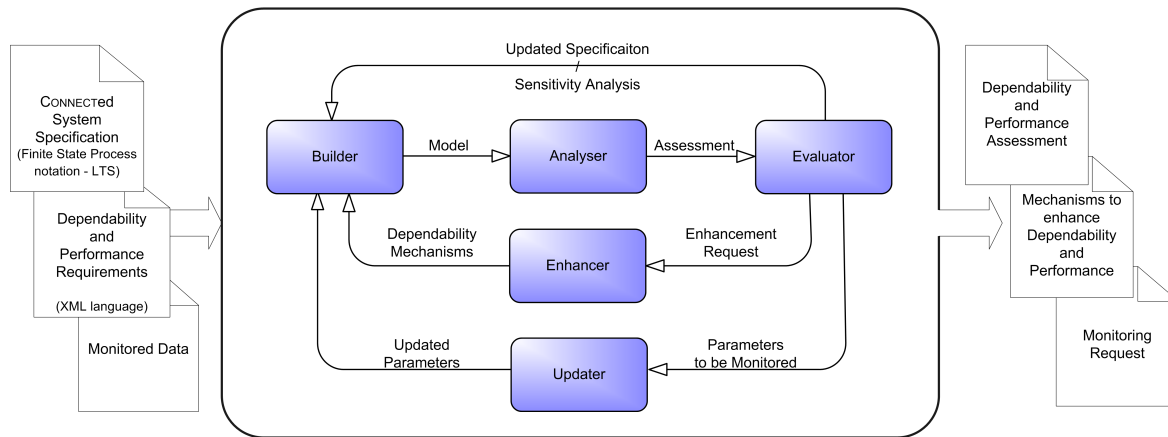 CONNECTed
System
Specification
(Finite State Process
notation - LTS)
Dependability
and
Performance
Requirements
(XML language)
Monitored Data
Updated Specificaiton
/
Sensitivity Analysis
Builder
Model
Analyser
Assessment
Evaluator
Dependability
Mechanisms
Enhancer
Enhancement
Request
Updated
Parameters
Updater
Parameters
to be Monitored
Dependability
and
Performance
Assessment
Mechanisms to
enhance
Dependability
and
Performance
Monitoring
Request